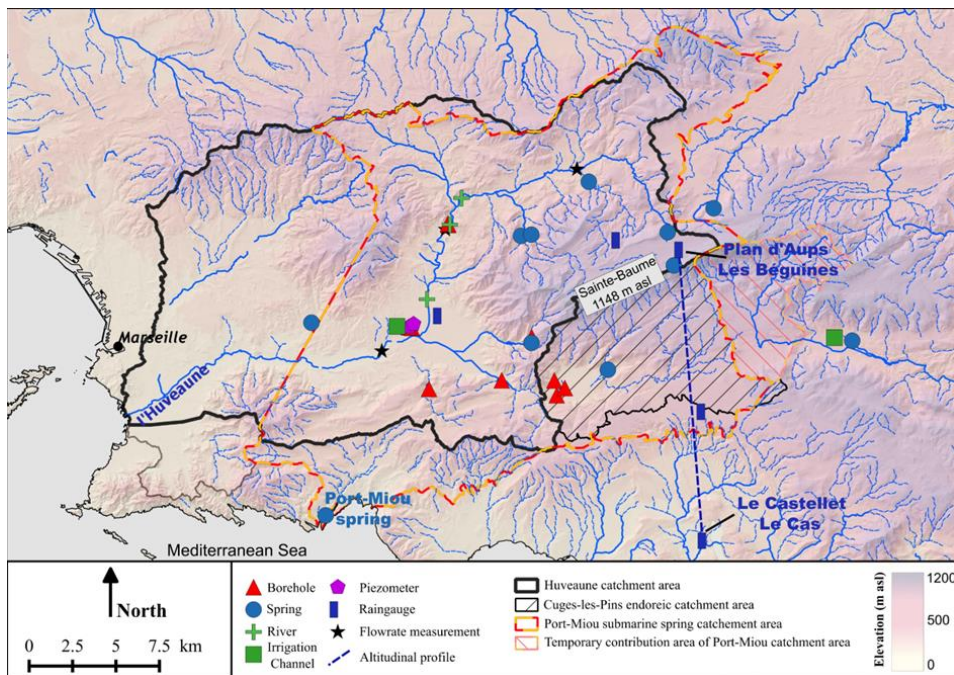 Plan d'Aups
Les Béguines
Sainte-Baume
1148 m asl
Marseille
l'Huveaune
Port-Miou
spring
Le Castellet
Le Cas
Mediterranean Sea
North
0 2.5 5 7.5 km
Borehole
Spring
River
Irrigation
Channel
Piezometer
Raingauge
Flowrate measurement
Altitudinal profile
Huveaune catchment area
Cuges-les-Pins endoreic catchment area
Port-Miou submarine spring catchement area
Temporary contribution area of Port-Miou catchment area
Elevation (m asl)
1200
500
0